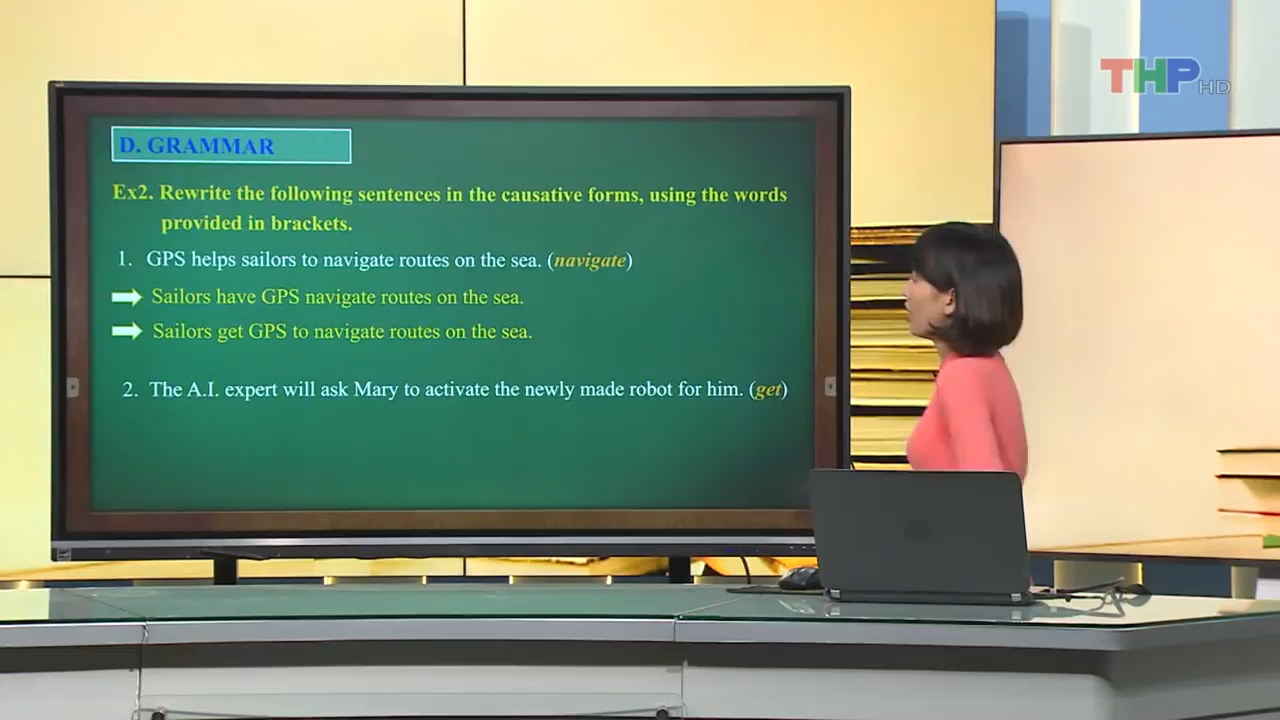 THP HD
D. GRAMMAR
Ex2. Rewrite the following sentences in the causative forms, using the words
provided in brackets.
1. GPS helps sailors to navigate routes on the sea. (navigate)
Sailors have GPS navigate routes on the sea.
Sailors get GPS to navigate routes on the sea.
2. The A.I. expert will ask Mary to activate the newly made robot for him. (get)